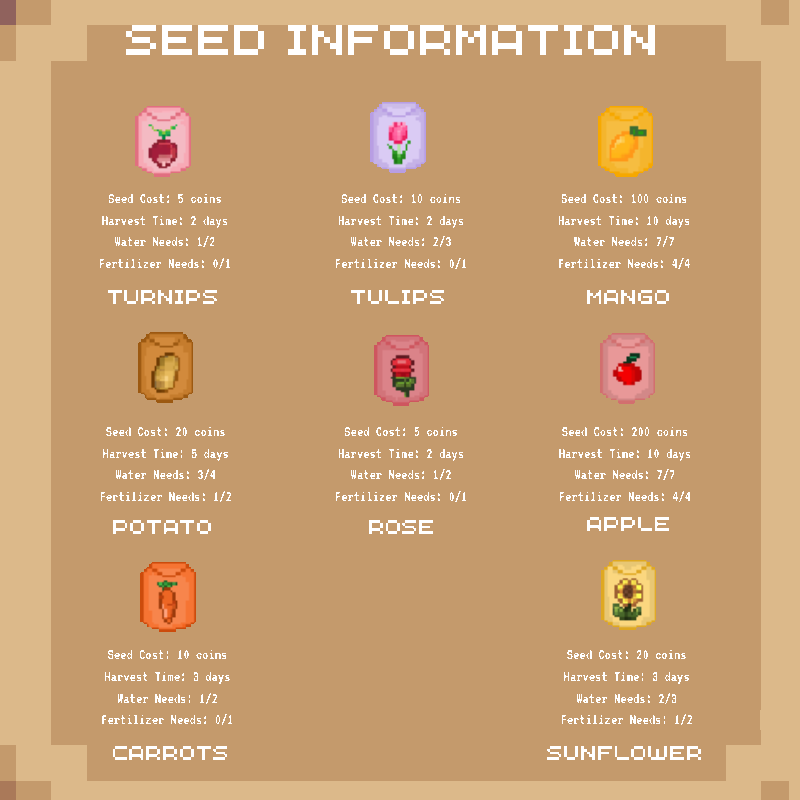 SEED INFORMATION
Seed Cost: 5 coins
Harvest Time: 2 days
Water Needs: 1/2
Fertilizer Needs: 0/1
TURNIPS
Seed Cost: 10 coins
Harvest Time: 2 days
Water Needs: 2/3
Fertilizer Needs: 0/1
TULIPS
Seed Cost: 100 coins
Harvest Time: 10 days
Water Needs: 7/7
Fertilizer Needs: 4/4
MANGO
Seed Cost: 20 coins
Harvest Time: 5 days
Water Needs: 3/4
Fertilizer Needs: 1/2
POTATO
Seed Cost: 5 coins
Harvest Time: 2 days
Water Needs: 1/2
Fertilizer Needs: 0/1
ROSE
Seed Cost: 200 coins
Harvest Time: 10 days
Water Needs: 7/7
Fertilizer Needs: 4/4
APPLE
Seed Cost: 10 coins
Harvest Time: 3 days
Water Needs: 1/2
Fertilizer Needs: 0/1
CARROTS
Seed Cost: 20 coins
Harvest Time: 3 days
Water Needs: 2/3
Fertilizer Needs: 1/2
SUNFLOWER